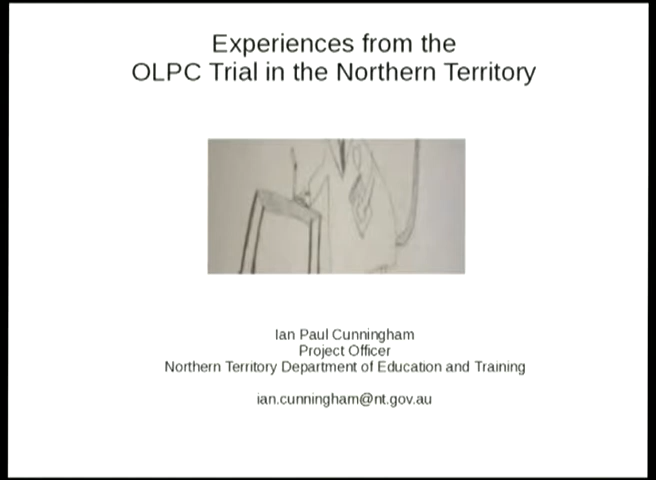 Experiences from the
OLPC Trial in the Northern Territory
Ian Paul Cunningham
Project Officer
Northern Territory Department of Education and Training
ian.cunningham@nt.gov.au